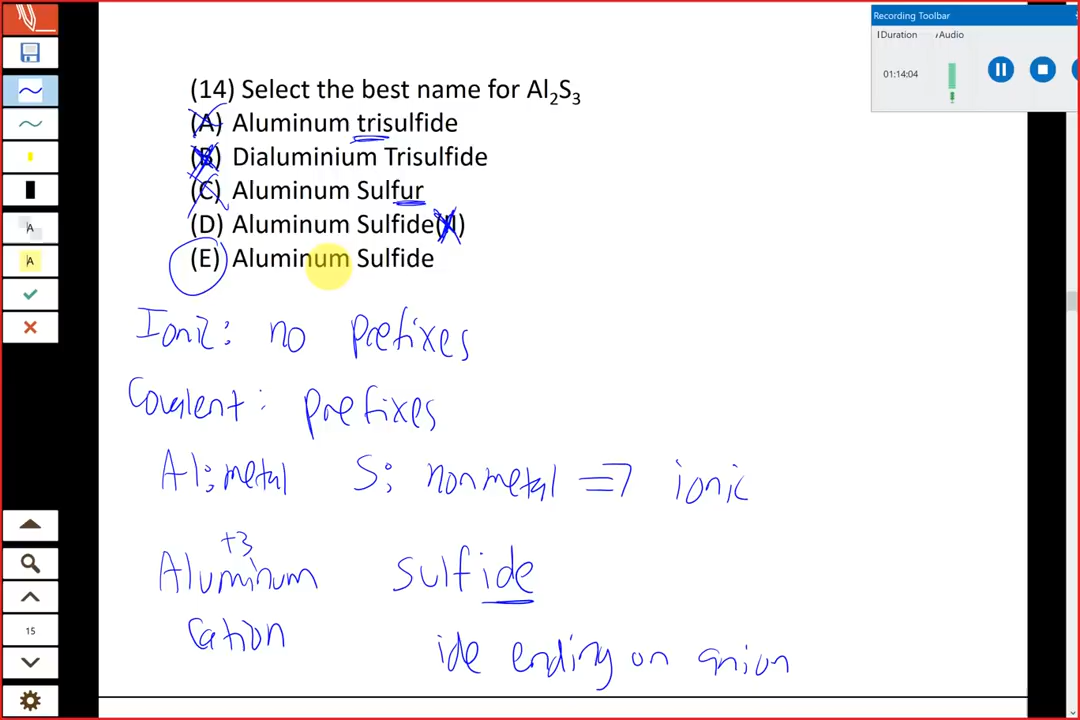 Recording Toolbar
Duration
Audio
01:14:04
(14) Select the best name for Al₂S₃
(A) Aluminum trisulfide
(B) Dialuminium Trisulfide
(C) Aluminum Sulfur
(D) Aluminum Sulfide(II)
(E) Aluminum Sulfide
Ionic: no prefixes
Covalent: prefixes
Al: metal S: nonmetal => ionic
+3
Aluminum sulfide
Cation
ide ending on anion
A
A
15